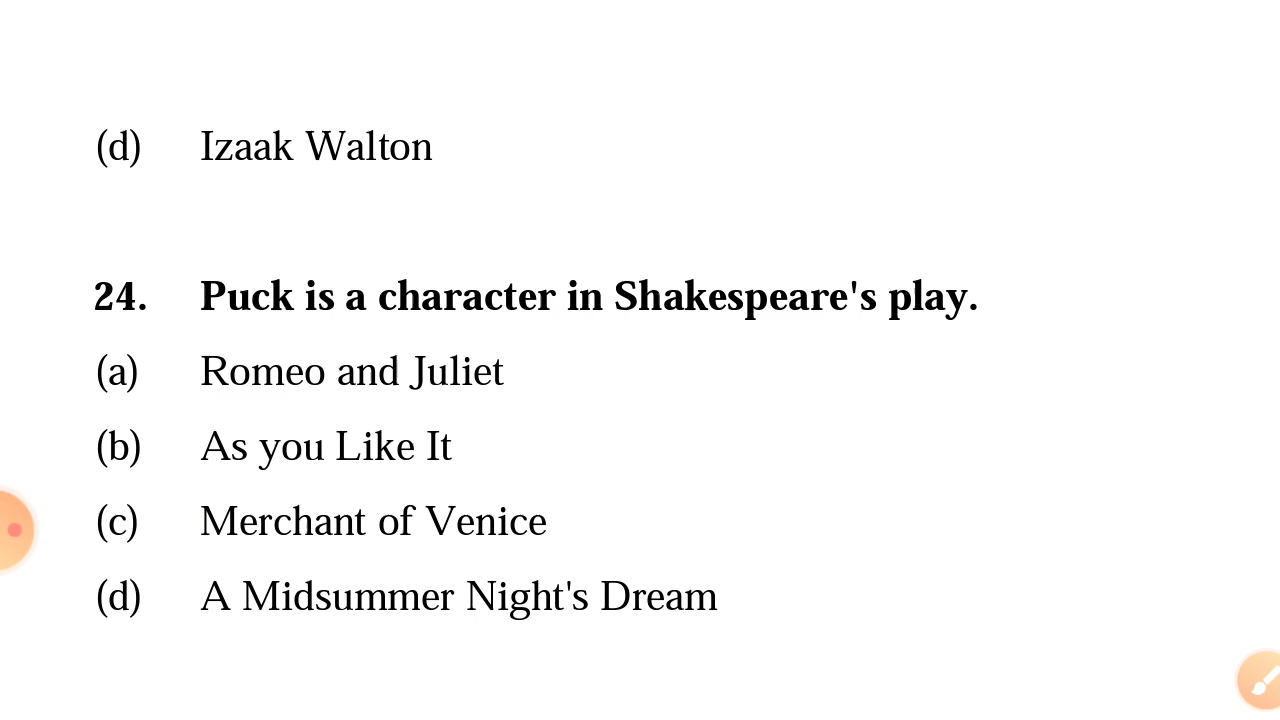 (d) Izaak Walton
24. Puck is a character in Shakespeare's play.
(a) Romeo and Juliet
(b) As you Like It
(c) Merchant of Venice
(d) A Midsummer Night's Dream